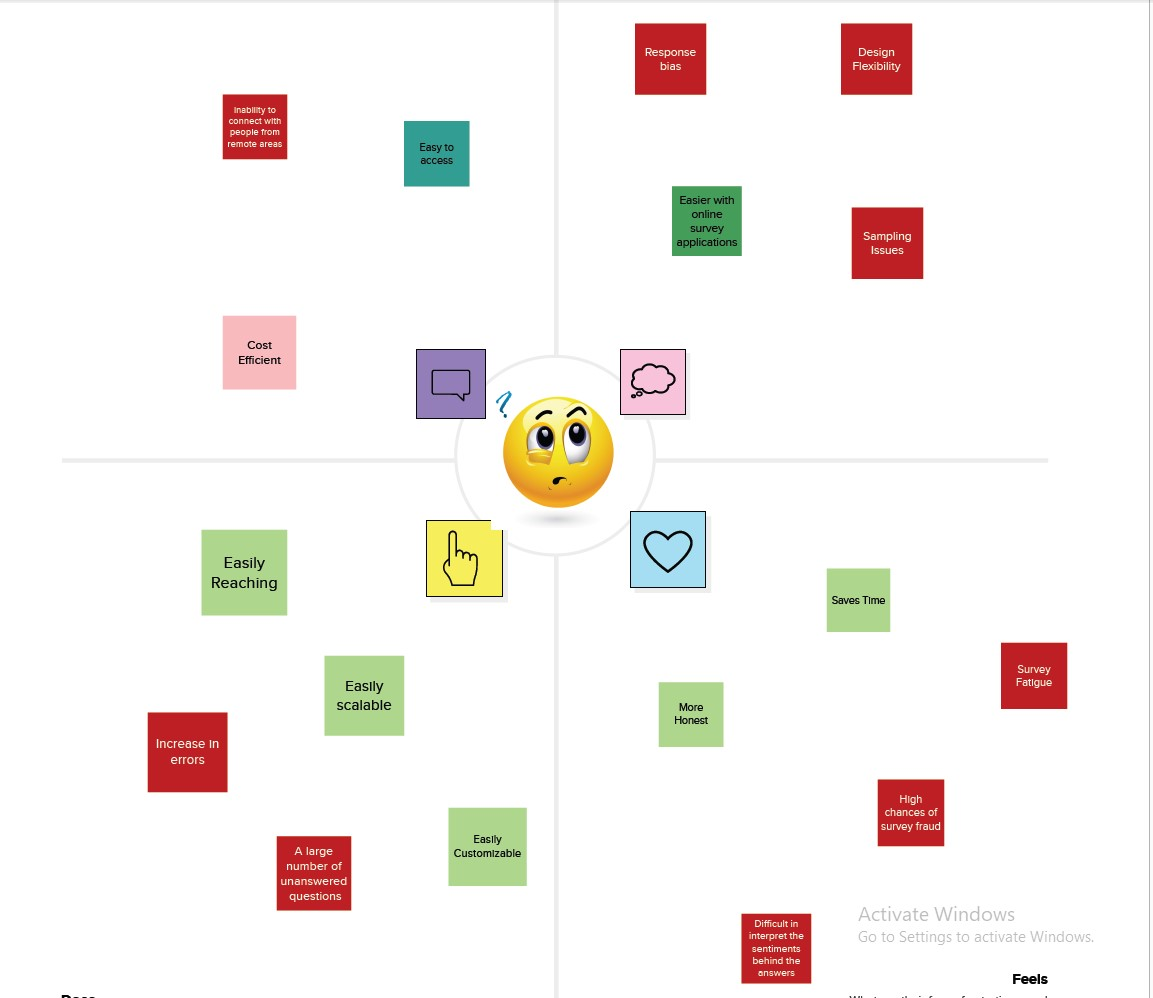 Response
bias
Design
Flexibility
Inability to
connect with
people from
remote areas
Easy to
access
Easier with
online
survey
applications
Sampling
Issues
Cost
Efficient
?
Easily
Reaching
Saves Time
Easily
scalable
Survey
Fatigue
More
Honest
Increase in
errors
High
chances of
survey fraud
Easily
Customizable
A large
number of
unanswered
questions
Activate Windows
Go to Settings to activate Windows.
Difficult in
interpret the
sentiments
behind the
answers
Feels